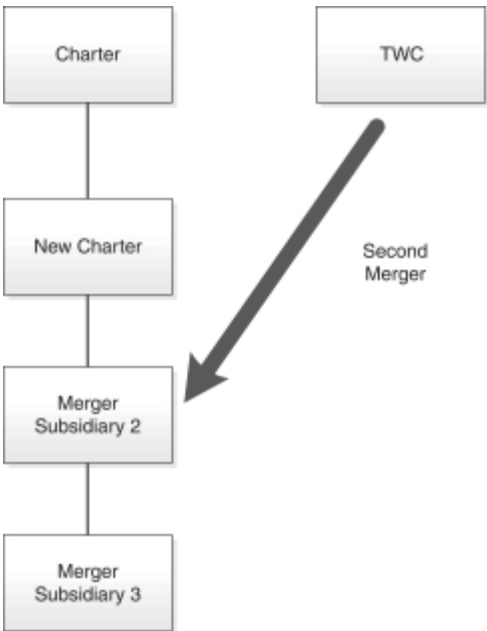 Charter
TWC
New Charter
Second
Merger
Merger
Subsidiary 2
Merger
Subsidiary 3